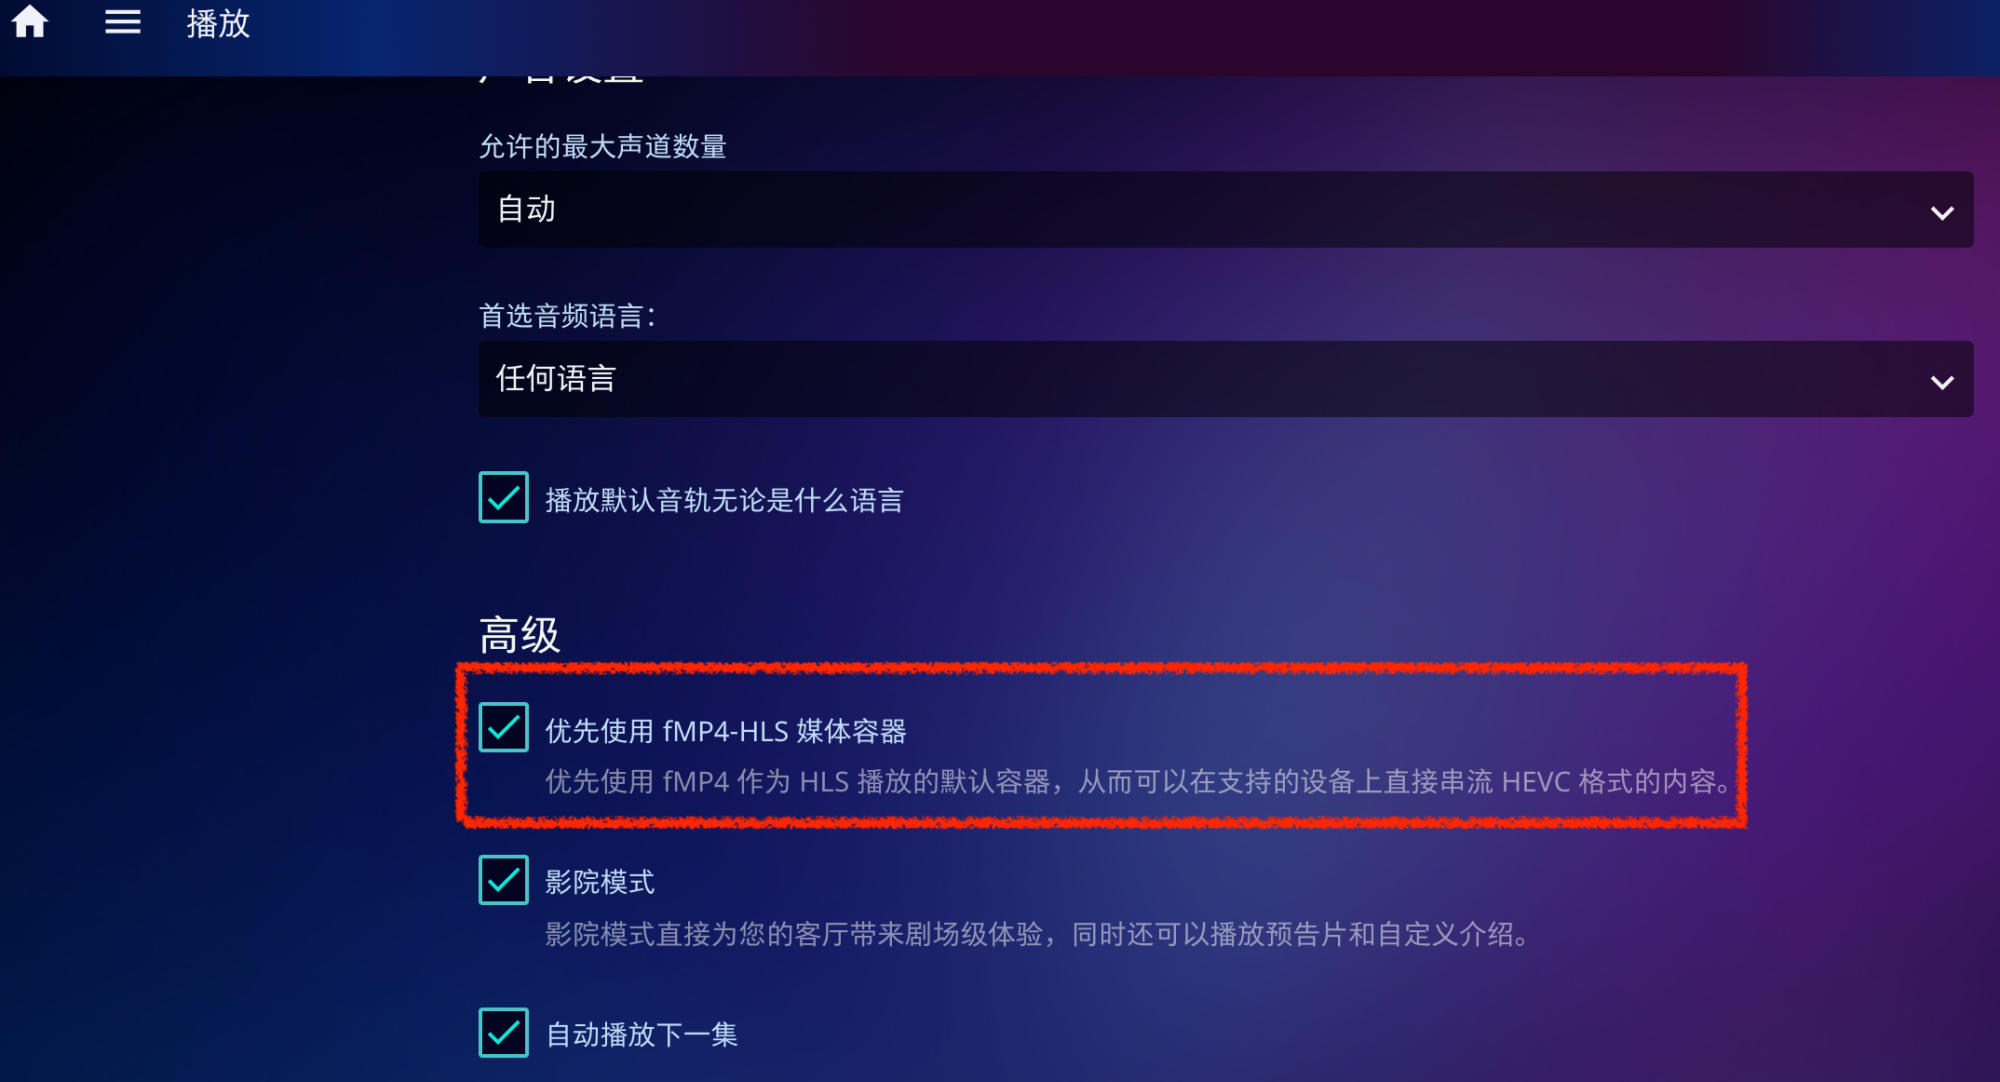 播放
允许的最大声道数量
自动
首选音频语言：
任何语言
播放默认音轨无论是什么语言
高级
优先使用 fMP4-HLS 媒体容器
优先使用 fMP4 作为 HLS 播放的默认容器，从而可以在支持的设备上直接串流 HEVC 格式的内容。
影院模式
影院模式直接为您的客厅带来剧场级体验，同时还可以播放预告片和自定义介绍。
自动播放下一集